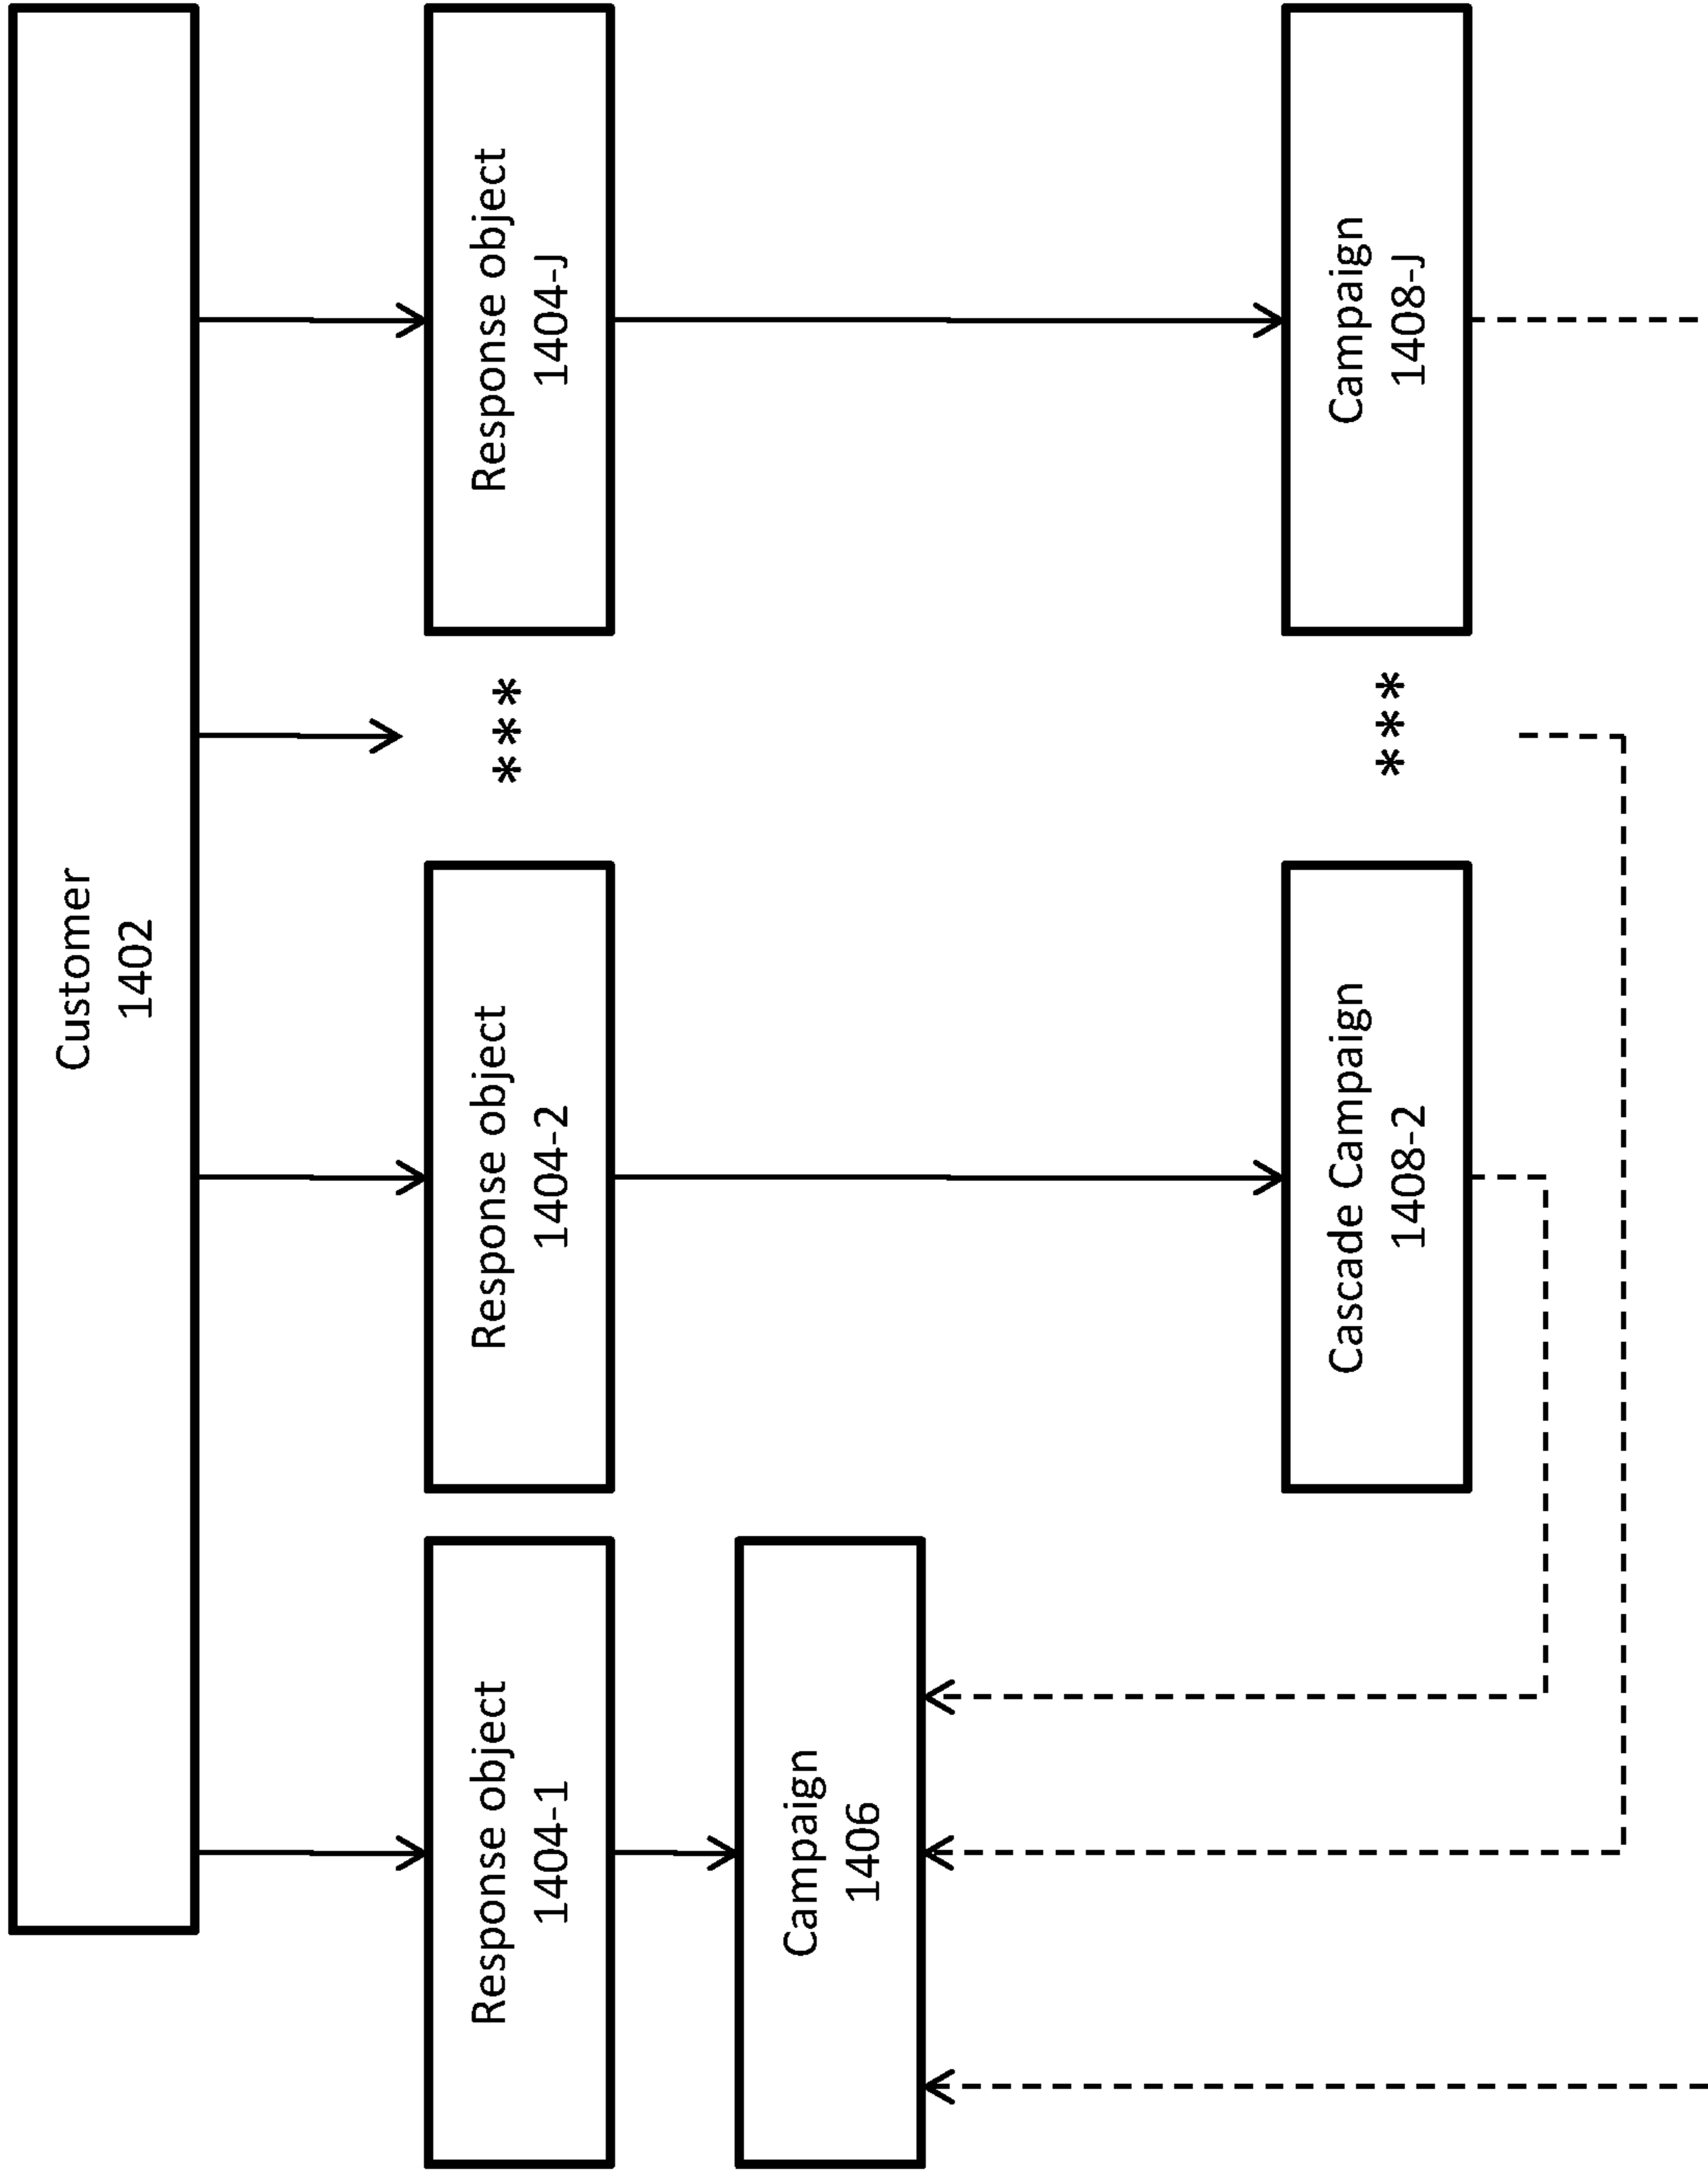 Customer
1402
Response object
1404-1
Response object
1404-2
***
Response object
1404-J
Campaign
1406
Cascade Campaign
1408-2
***
Campaign
1408-J